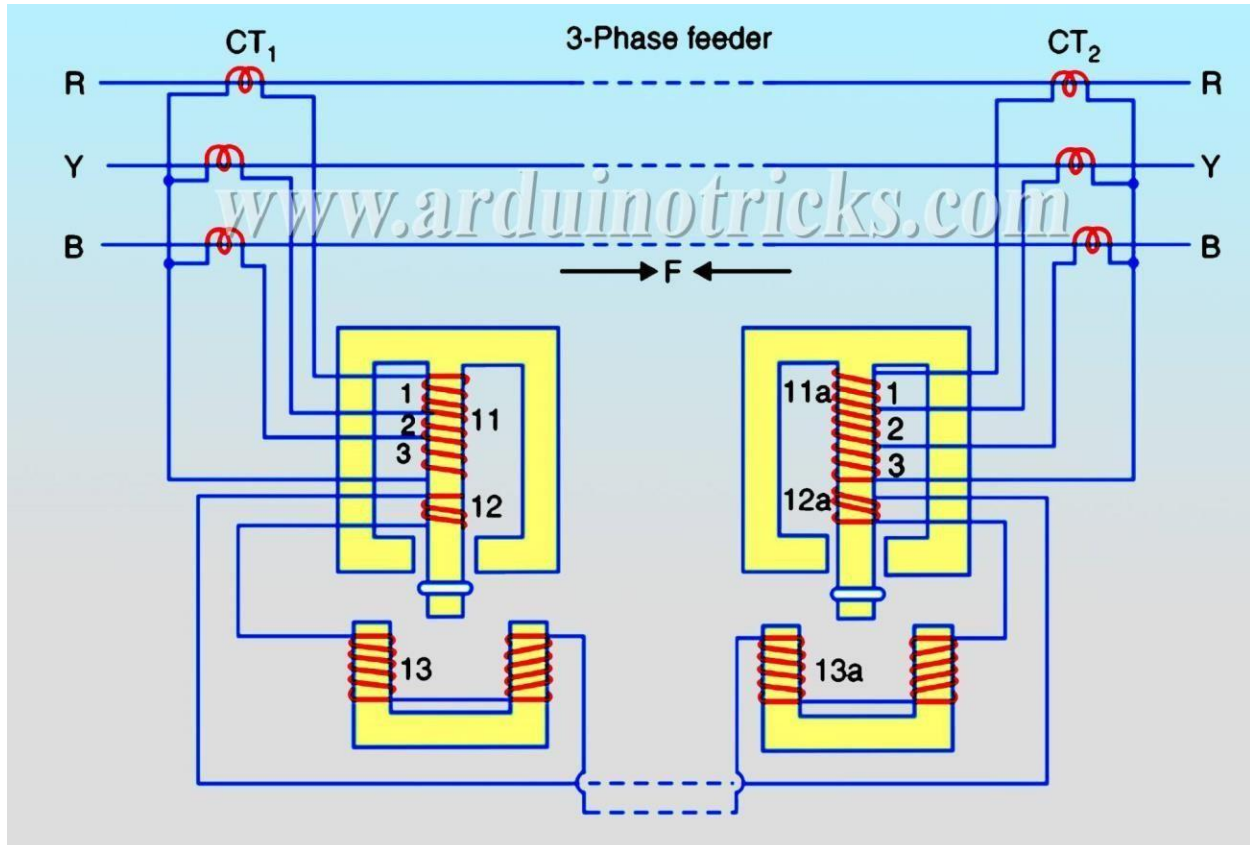 CT1 3-Phase feeder CT2
R R
Y Y
www.arduinotricks.com
B B
F
1 11 11a 1
2 2
3 3
12 12a
13 13a